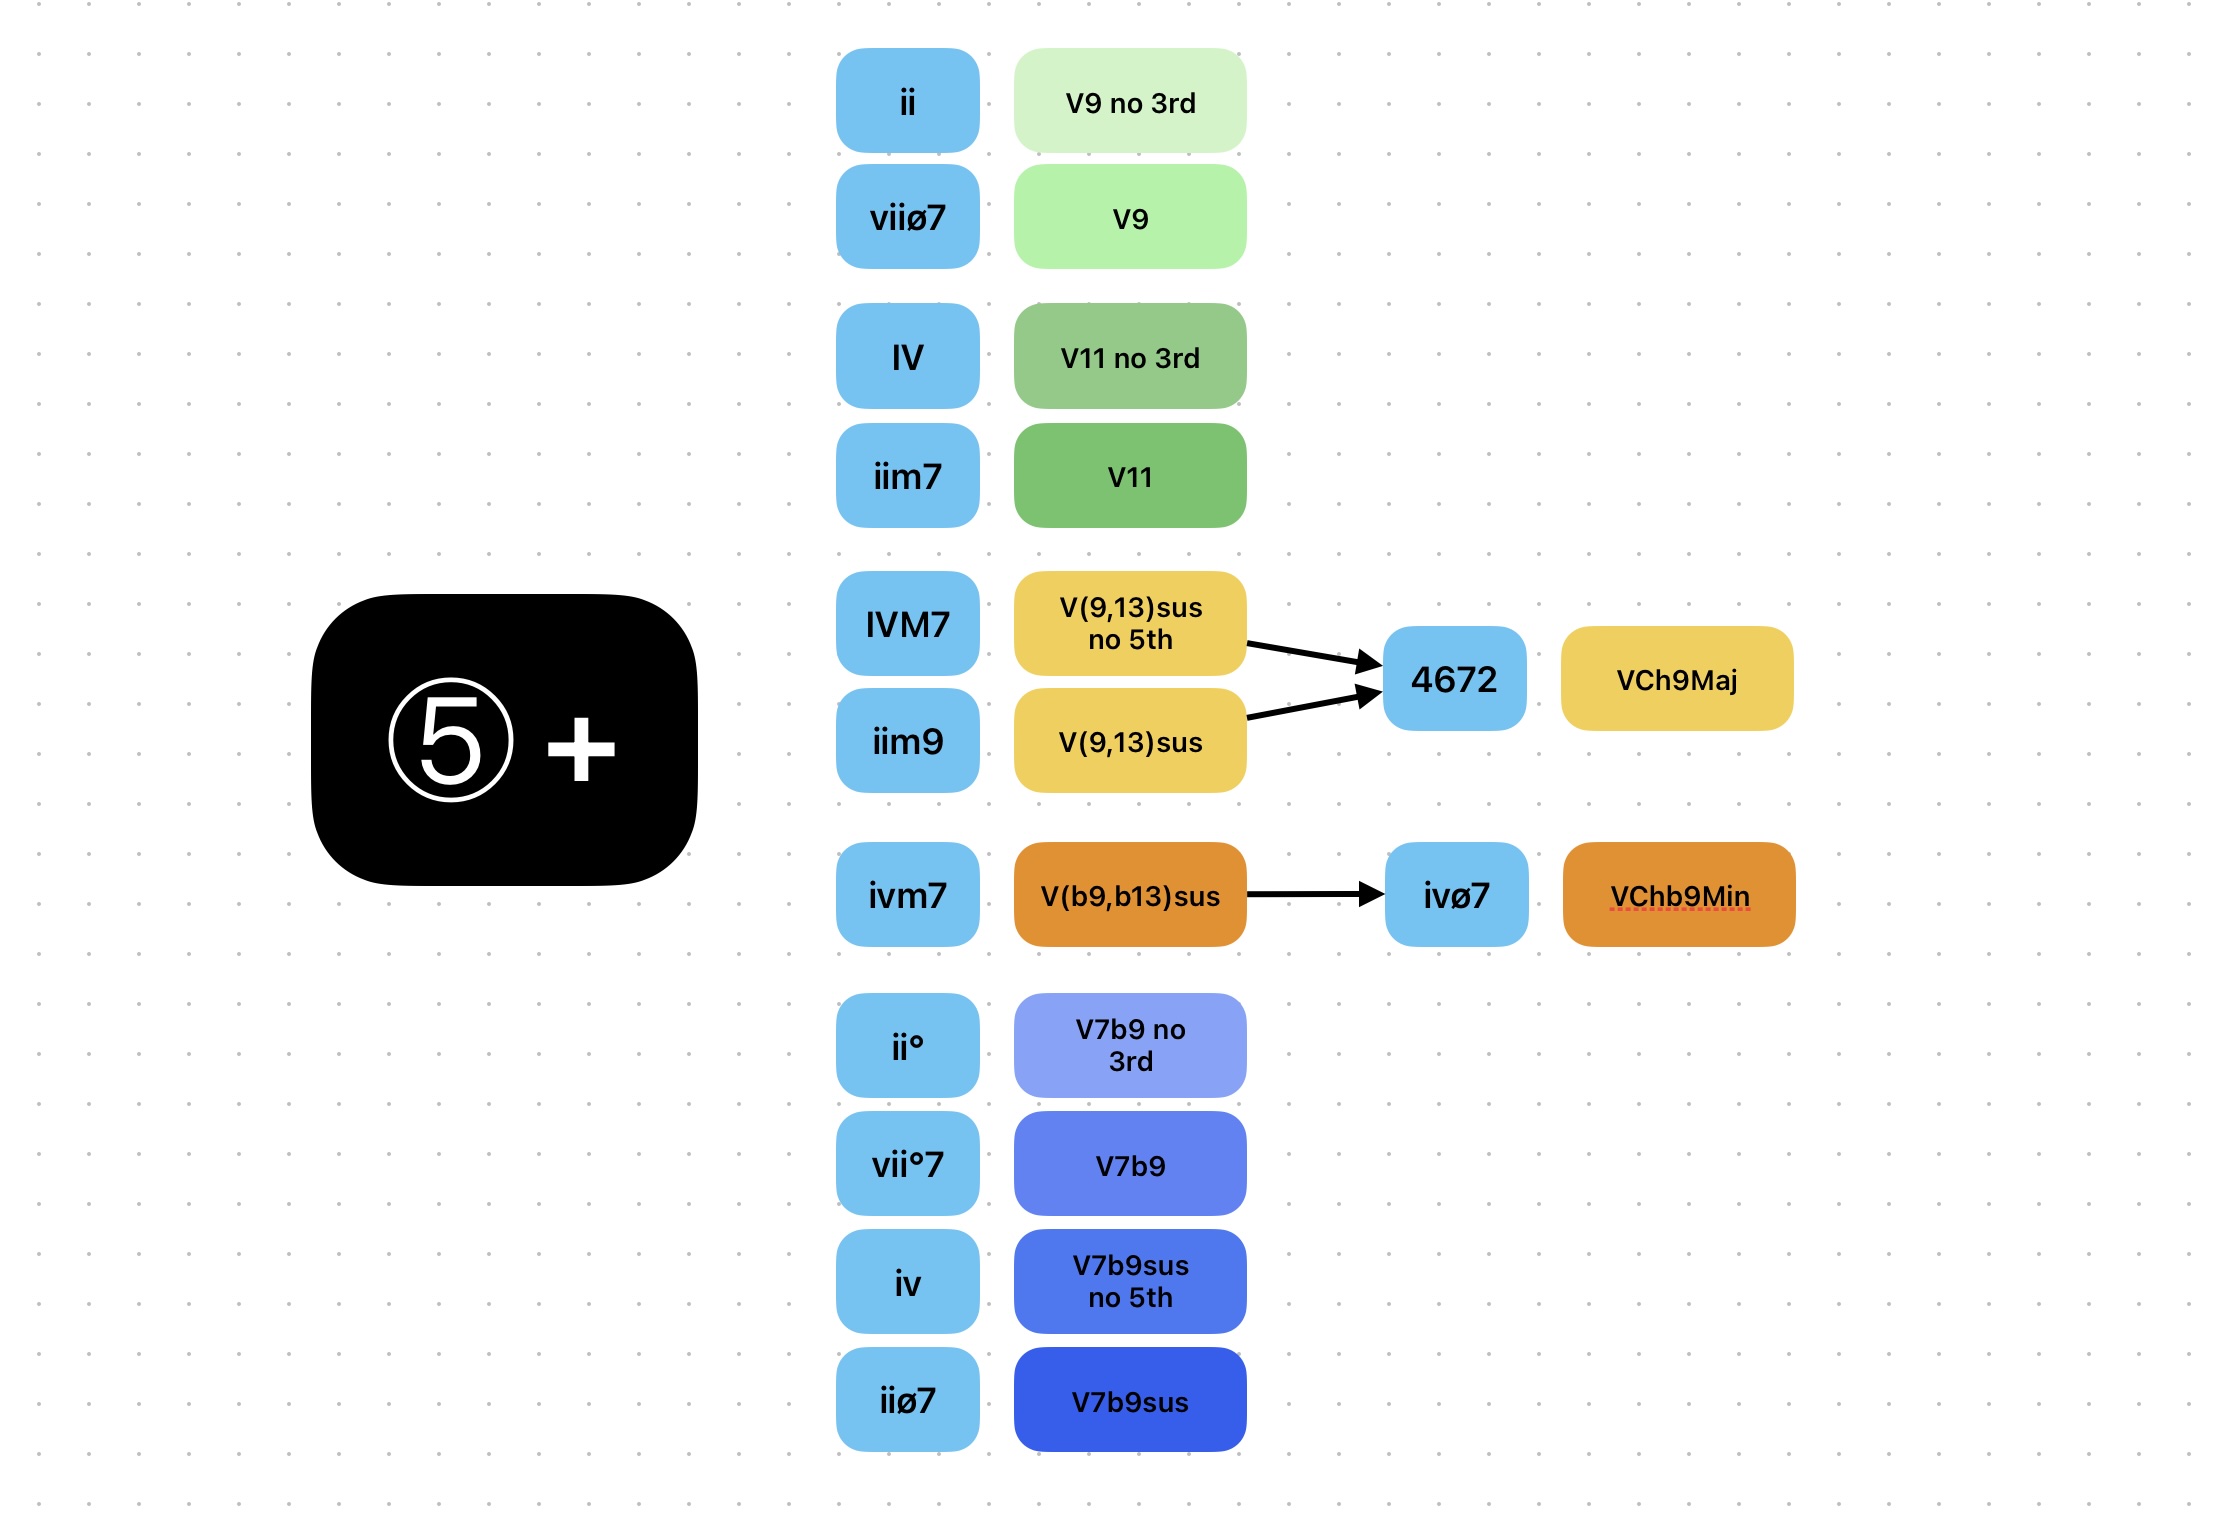 ⑤ +
ii
V9 no 3rd
viiø7
V9
IV
V11 no 3rd
iim7
V11
IVM7
V(9,13)sus
no 5th
iim9
V(9,13)sus
4672
VCh9Maj
ivm7
V(b9,b13)sus
ivø7
VChb9Min
ii°
V7b9 no
3rd
vii°7
V7b9
iv
V7b9sus
no 5th
iiø7
V7b9sus